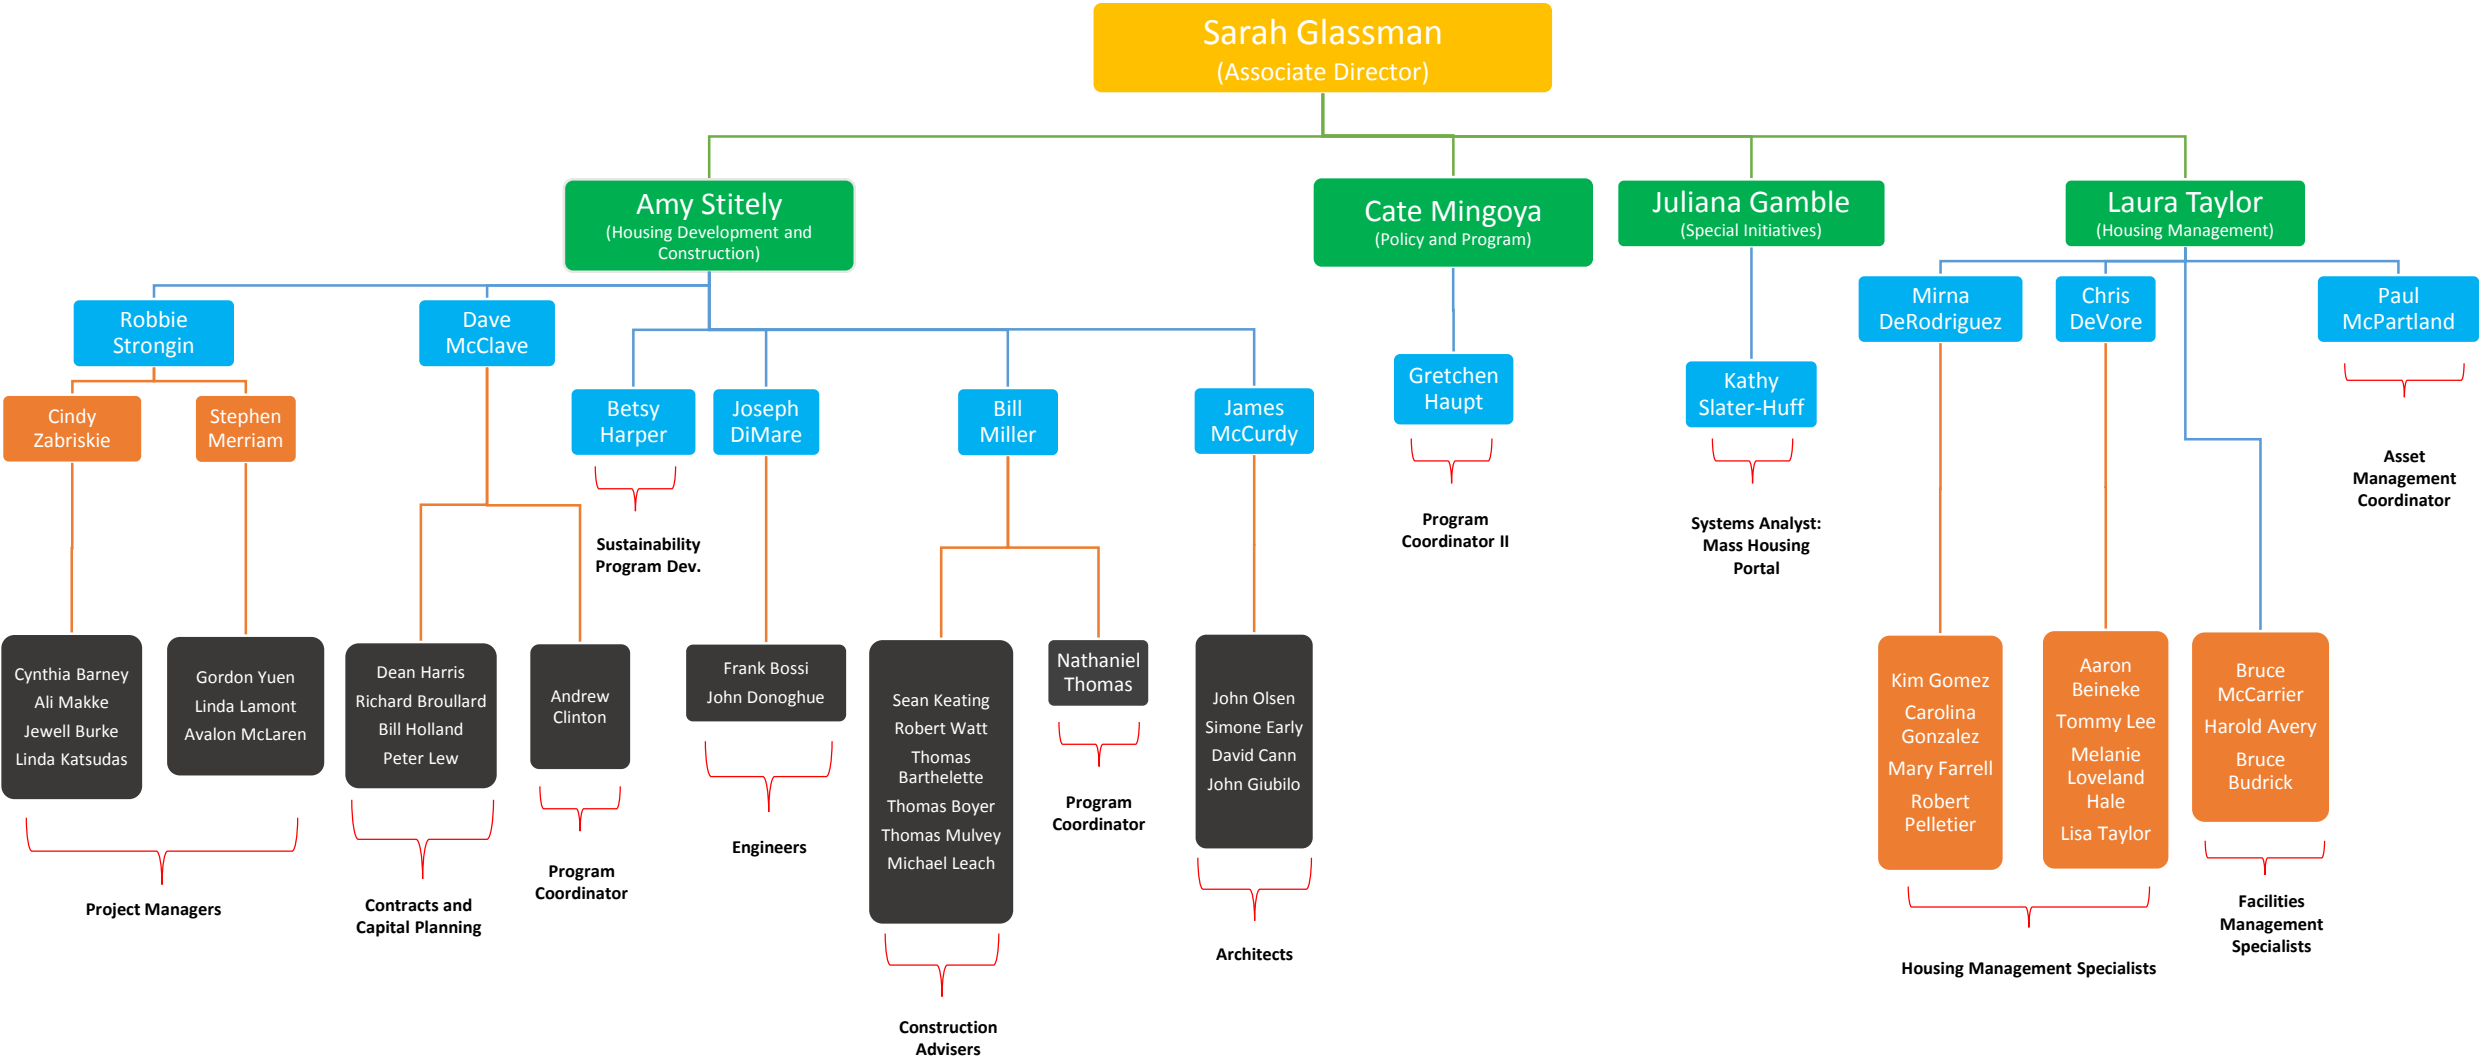 Sarah Glassman
(Associate Director)
Amy Stitely
(Housing Development and
Construction)
Cate Mingoya
(Policy and Program)
Juliana Gamble
(Special Initiatives)
Laura Taylor
(Housing Management)
Robbie
Strongin
Dave
McClave
Betsy
Harper
Joseph
DiMare
Bill
Miller
James
McCurdy
Gretchen
Haupt
Kathy
Slater-Huff
Mirna
DeRodriguez
Chris
DeVore
Paul
McPartland
Cindy
Zabriskie
Stephen
Merriam
Sustainability
Program Dev.
Program
Coordinator II
Systems Analyst:
Mass Housing
Portal
Asset
Management
Coordinator
Cynthia Barney
Ali Makke
Jewell Burke
Linda Katsudas
Gordon Yuen
Linda Lamont
Avalon McLaren
Project Managers
Dean Harris
Richard Broullard
Bill Holland
Peter Lew
Contracts and
Capital Planning
Andrew
Clinton
Program
Coordinator
Frank Bossi
John Donoghue
Engineers
Sean Keating
Robert Watt
Thomas
Barthelette
Thomas Boyer
Thomas Mulvey
Michael Leach
Construction
Advisers
Nathaniel
Thomas
Program
Coordinator
John Olsen
Simone Early
David Cann
John Giubilo
Architects
Kim Gomez
Carolina
Gonzalez
Mary Farrell
Robert
Pelletier
Aaron
Beineke
Tommy Lee
Melanie
Loveland
Hale
Lisa Taylor
Housing Management Specialists
Bruce
McCarrier
Harold Avery
Bruce
Budrick
Facilities
Management
Specialists